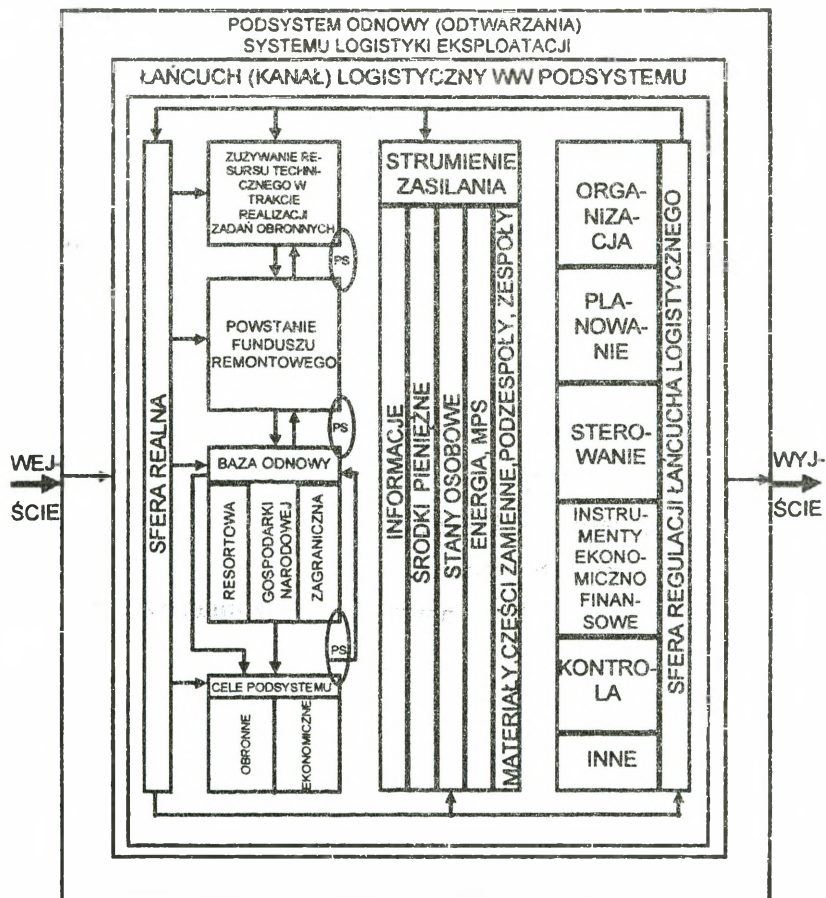 PODSYSTEM ODNOWY (ODTWARZANIA)
SYSTEMU LOGISTYKI EKSPLOATACJI
ŁAŃCUCH (KANAŁ) LOGISTYCZNY WW PODSYSTEMU
WEJ-
ŚCIE
SFERA REALNA
ZUŻYWANIE RE-
SURSU TECHNI-
CZNEGO W
TRAKCIE
REALIZACJI
ZADAŃ OBRONNYCH
PS
POWSTANIE
FUNDUSZU
REMONTOWEGO
PS
BAZA ODNOWY
RESORTOWA
GOSPODARKI
NARODOWEJ
ZAGRANICZNA
PS
CELE PODSYSTEMU
OBRONNE
EKONOMICZNE
STRUMIENIE
ZASILANIA
INFORMACJE
ŚRODKI PIENIĘŻNE
STANY OSOBOWE
ENERGIA, MPS
MATERIAŁY,CZĘŚCI ZAMIENNE,PODZESPOŁY, ZESPOŁY
ORGA-
NIZA-
CJA
PLA-
NOWA-
NIE
STERO-
WANIE
INSTRU-
MENTY
EKONO-
MICZNO
FINAN-
SOWE
KONTRO-
LA
INNE
SFERA REGULACJI ŁAŃCUCHA LOGISTYCZNEGO
WYJ-
ŚCIE